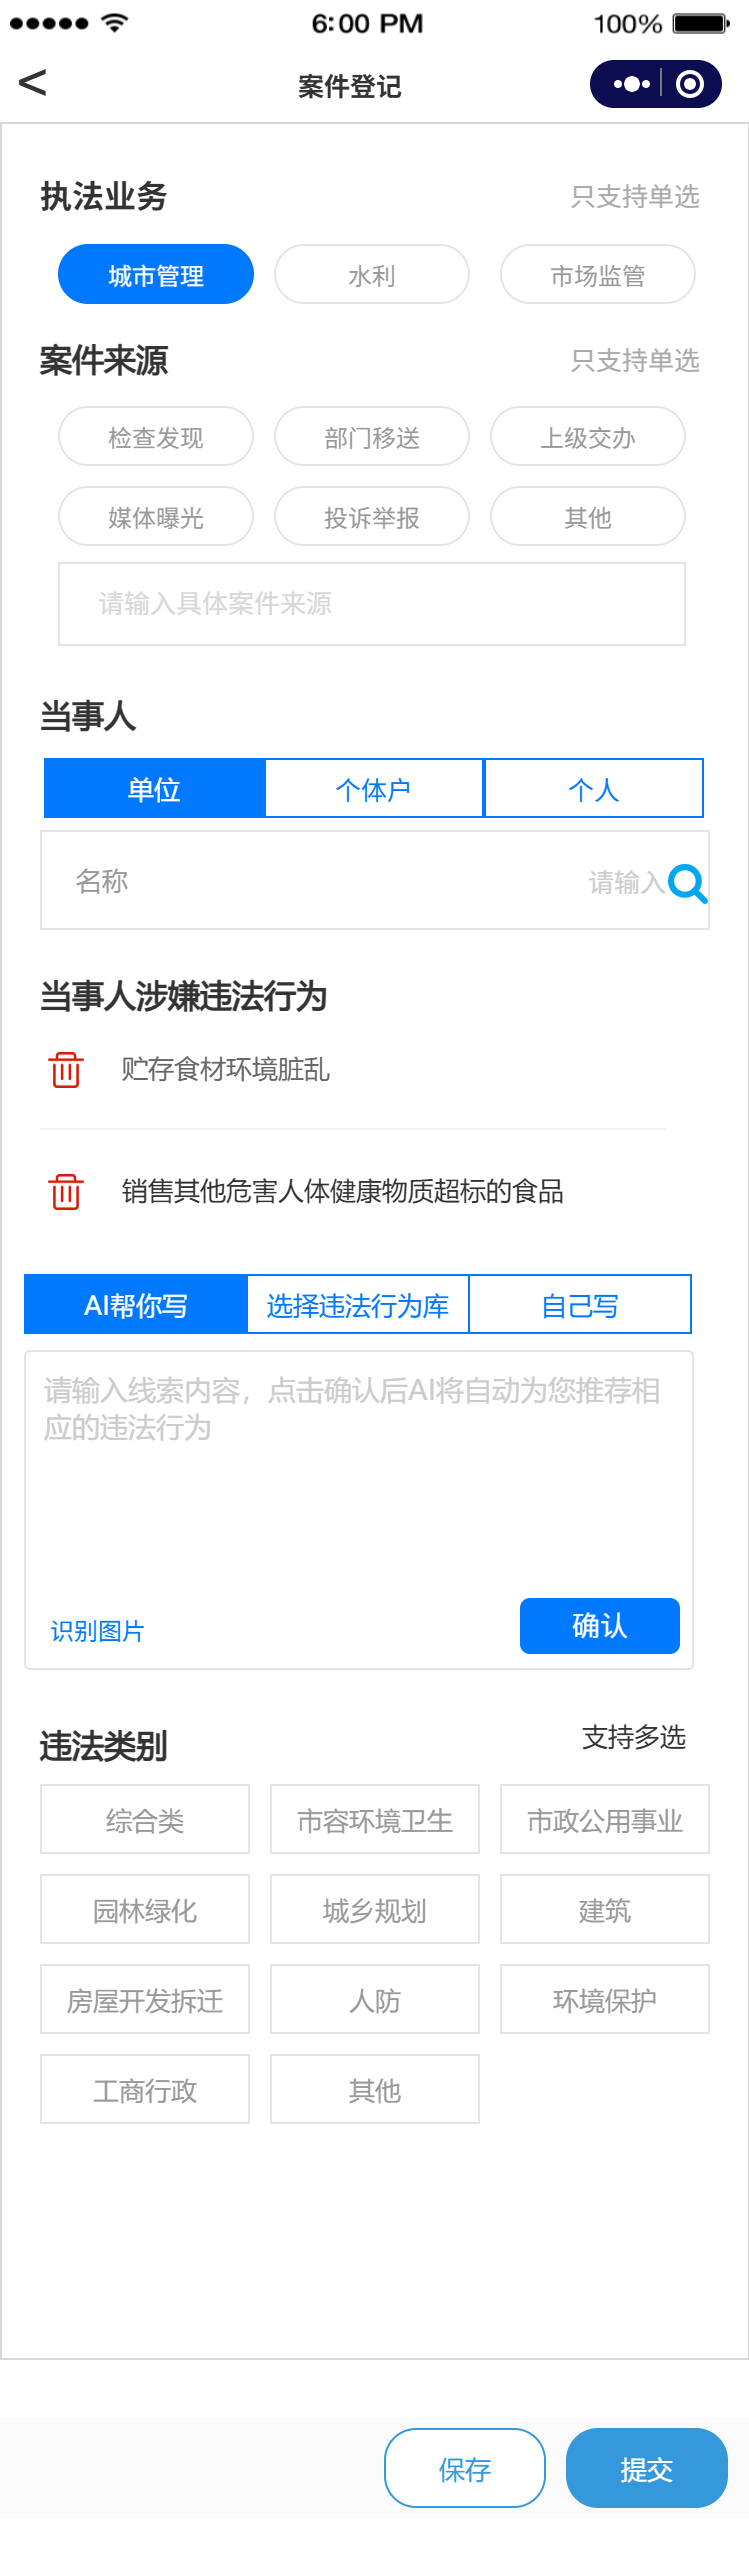 6:00 PM 100%
< 案件登记
执法业务 只支持单选
城市管理 水利 市场监管
案件来源 只支持单选
检查发现 部门移送 上级交办
媒体曝光 投诉举报 其他
请输入具体案件来源
当事人
单位 个体户 个人
名称 请输入
当事人涉嫌违法行为
贮存食材环境脏乱
销售其他危害人体健康物质超标的食品
AI帮你写 选择违法行为库 自己写
请输入线索内容，点击确认后AI将自动为您推荐相
应的违法行为
识别图片 确认
违法类别 支持多选
综合类 市容环境卫生 市政公用事业
园林绿化 城乡规划 建筑
房屋开发拆迁 人防 环境保护
工商行政 其他
保存 提交